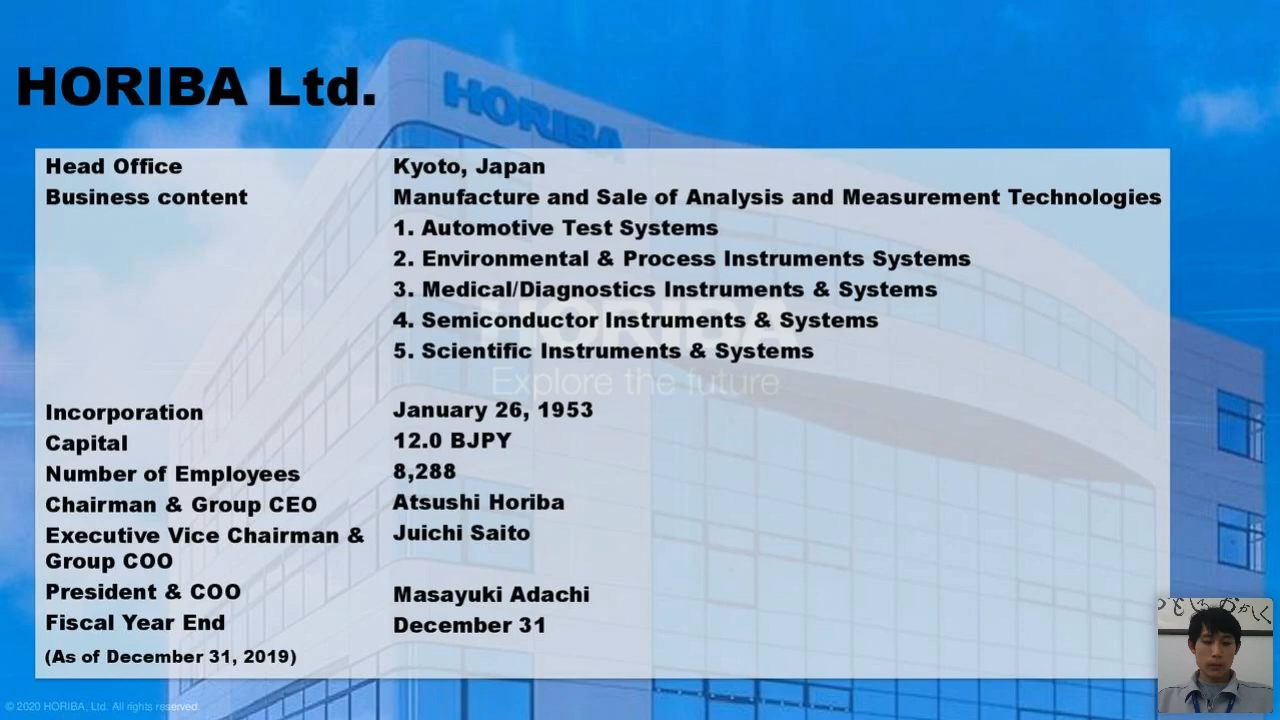 HORIBA Ltd.
HORIBA
Head Office Kyoto, Japan
Business content Manufacture and Sale of Analysis and Measurement Technologies
1. Automotive Test Systems
2. Environmental & Process Instruments Systems
3. Medical/Diagnostics Instruments & Systems
4. Semiconductor Instruments & Systems
HORIBA
5. Scientific Instruments & Systems
Explore the future
Incorporation January 26, 1953
Capital 12.0 BJPY
Number of Employees 8,288
Chairman & Group CEO Atsushi Horiba
Executive Vice Chairman & Juichi Saito
Group COO
President & COO Masayuki Adachi
Fiscal Year End December 31
(As of December 31, 2019)
© 2020 HORIBA, Ltd. All rights reserved.